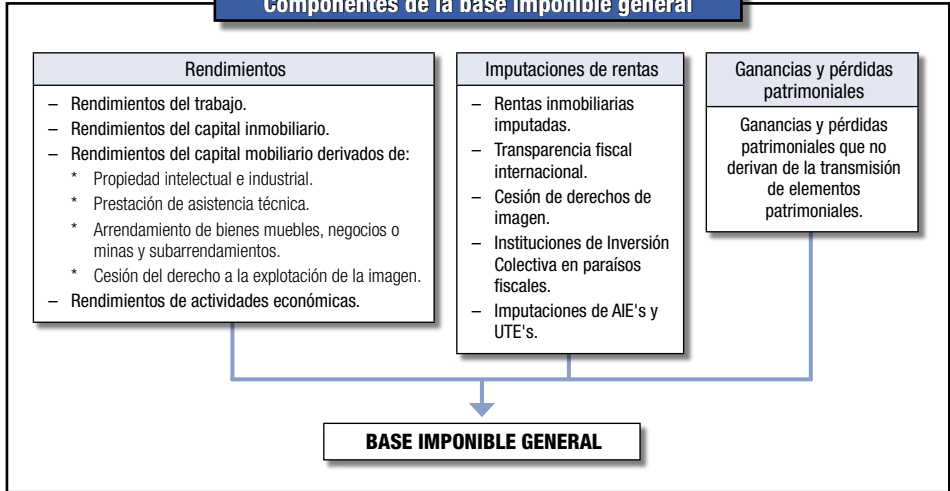 Componentes de la base imponible general
Rendimientos
– Rendimientos del trabajo.
– Rendimientos del capital inmobiliario.
– Rendimientos del capital mobiliario derivados de:
* Propiedad intelectual e industrial.
* Prestación de asistencia técnica.
* Arrendamiento de bienes muebles, negocios o
minas y subarrendamientos.
* Cesión del derecho a la explotación de la imagen.
– Rendimientos de actividades económicas.
Imputaciones de rentas
– Rentas inmobiliarias
imputadas.
– Transparencia fiscal
internacional.
– Cesión de derechos de
imagen.
– Instituciones de Inversión
Colectiva en paraísos
fiscales.
– Imputaciones de AIE's y
UTE's.
Ganancias y pérdidas
patrimoniales
Ganancias y pérdidas
patrimoniales que no
derivan de la transmisión
de elementos
patrimoniales.
BASE IMPONIBLE GENERAL